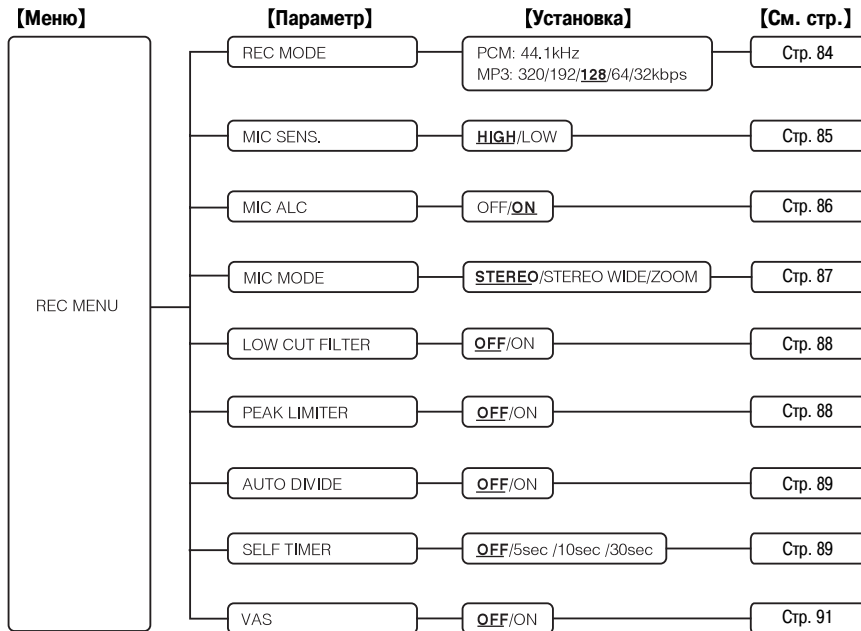 【Меню】 【Параметр】 【Установка】 【См. стр.】
REC MODE PCM: 44.1kHz Стр. 84
MP3: 320/192/128/64/32kbps
MIC SENS. HIGH/LOW Стр. 85
MIC ALC OFF/ON Стр. 86
MIC MODE STEREO/STEREO WIDE/ZOOM Стр. 87
REC MENU
LOW CUT FILTER OFF/ON Стр. 88
PEAK LIMITER OFF/ON Стр. 88
AUTO DIVIDE OFF/ON Стр. 89
SELF TIMER OFF/5sec /10sec /30sec Стр. 89
VAS OFF/ON Стр. 91